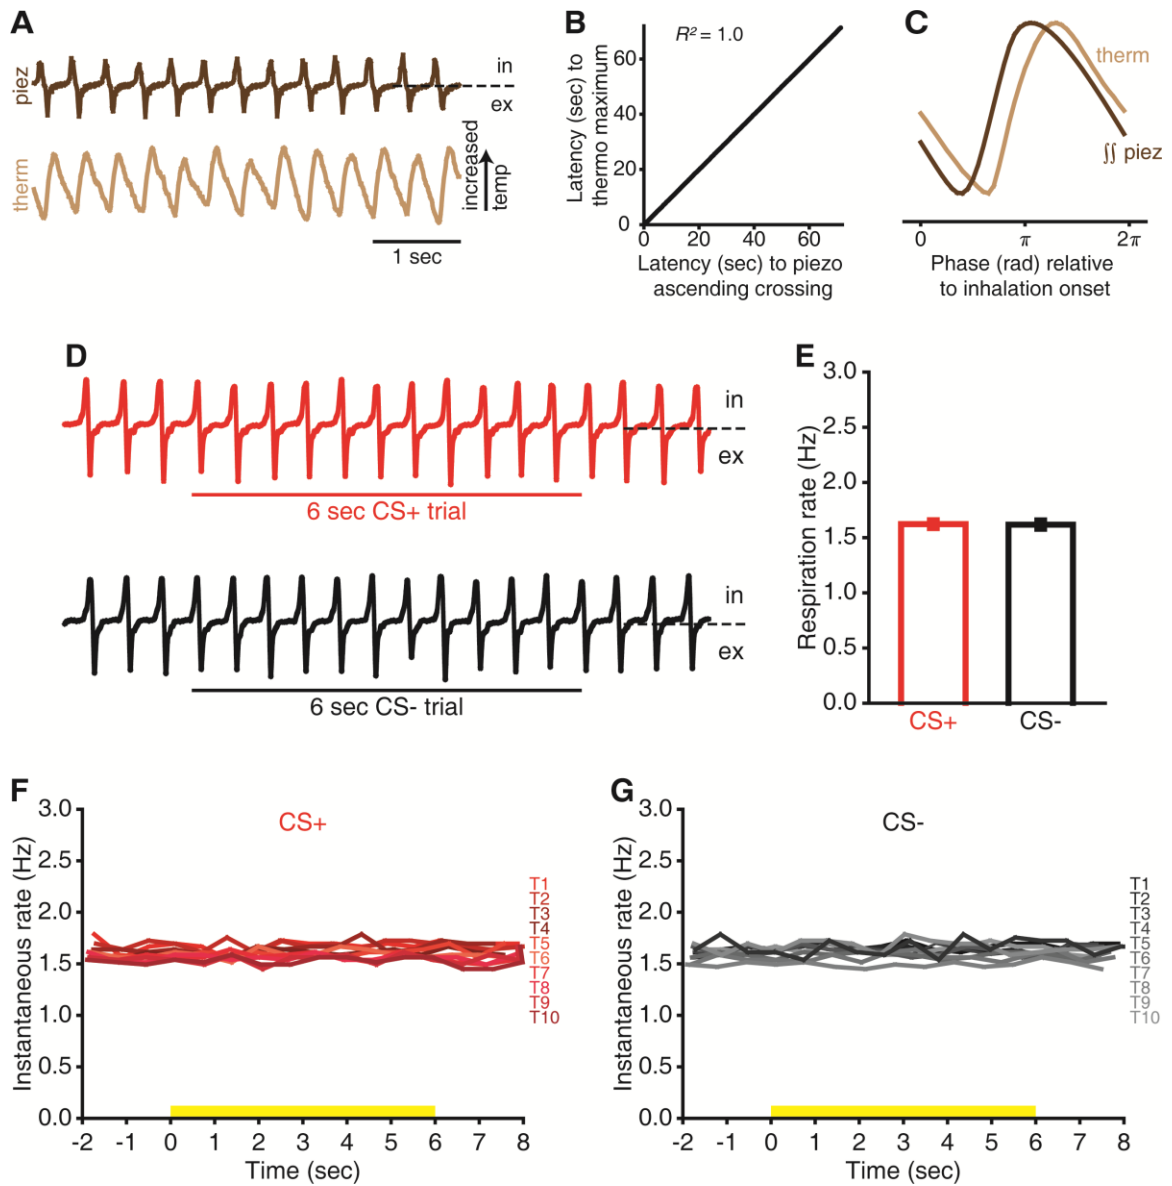 A
piez
in
ex
therm
increased
temp
1 sec
B
R² = 1.0
Latency (sec) to
thermo maximum
60
40
20
0
0 20 40 60
Latency (sec) to piezo
ascending crossing
C
therm
∫∫ piez
0 π 2π
Phase (rad) relative
to inhalation onset
D
in
ex
6 sec CS+ trial
in
ex
6 sec CS- trial
E
Respiration rate (Hz)
3.0
2.5
2.0
1.5
1.0
0.5
0.0
CS+ CS-
F
CS+
Instantaneous rate (Hz)
3.0
2.5
2.0
1.5
1.0
0.5
0.0
-2 -1 0 1 2 3 4 5 6 7 8
Time (sec)
T1
T2
T3
T4
T5
T6
T7
T8
T9
T10
G
CS-
Instantaneous rate (Hz)
3.0
2.5
2.0
1.5
1.0
0.5
0.0
-2 -1 0 1 2 3 4 5 6 7 8
Time (sec)
T1
T2
T3
T4
T5
T6
T7
T8
T9
T10